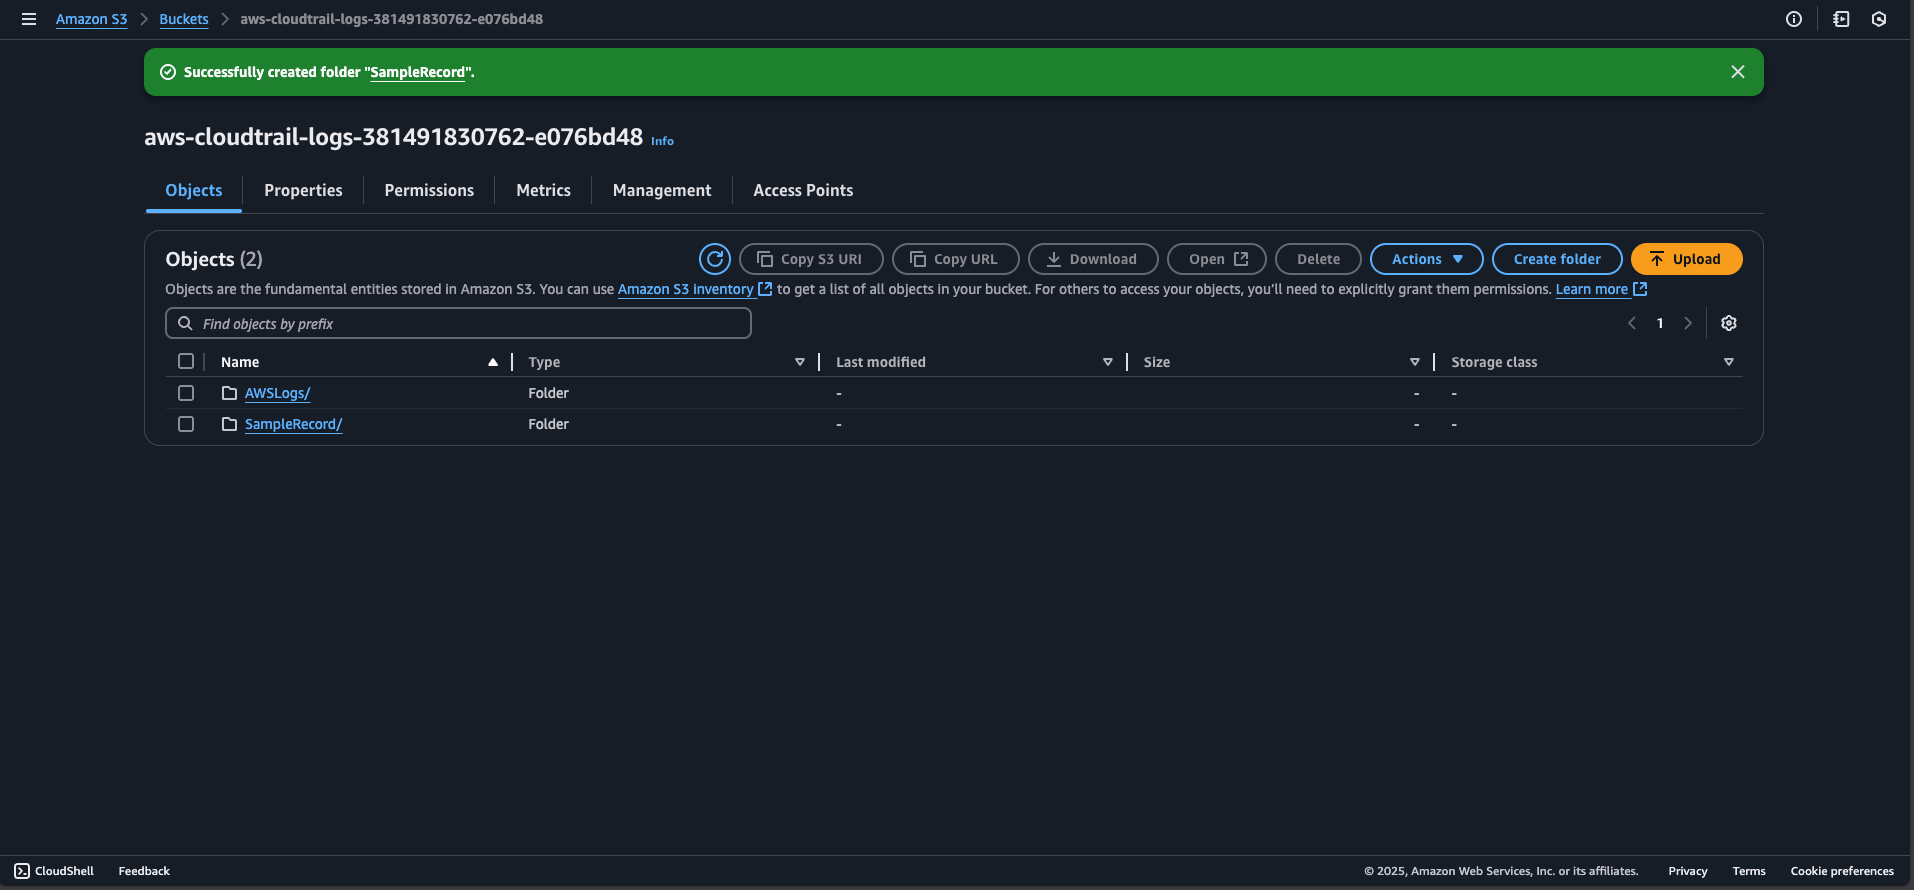 Amazon S3 > Buckets > aws-cloudtrail-logs-381491830762-e076bd48
Successfully created folder "SampleRecord".
aws-cloudtrail-logs-381491830762-e076bd48 Info
Objects Properties Permissions Metrics Management Access Points
Objects (2) Copy S3 URI Copy URL Download Open Delete Actions Create folder Upload
Objects are the fundamental entities stored in Amazon S3. You can use Amazon S3 inventory to get a list of all objects in your bucket. For others to access your objects, you'll need to explicitly grant them permissions. Learn more
Find objects by prefix 1
Name Type Last modified Size Storage class
AWSLogs/ Folder - - -
SampleRecord/ Folder - - -
CloudShell Feedback © 2025, Amazon Web Services, Inc. or its affiliates. Privacy Terms Cookie preferences